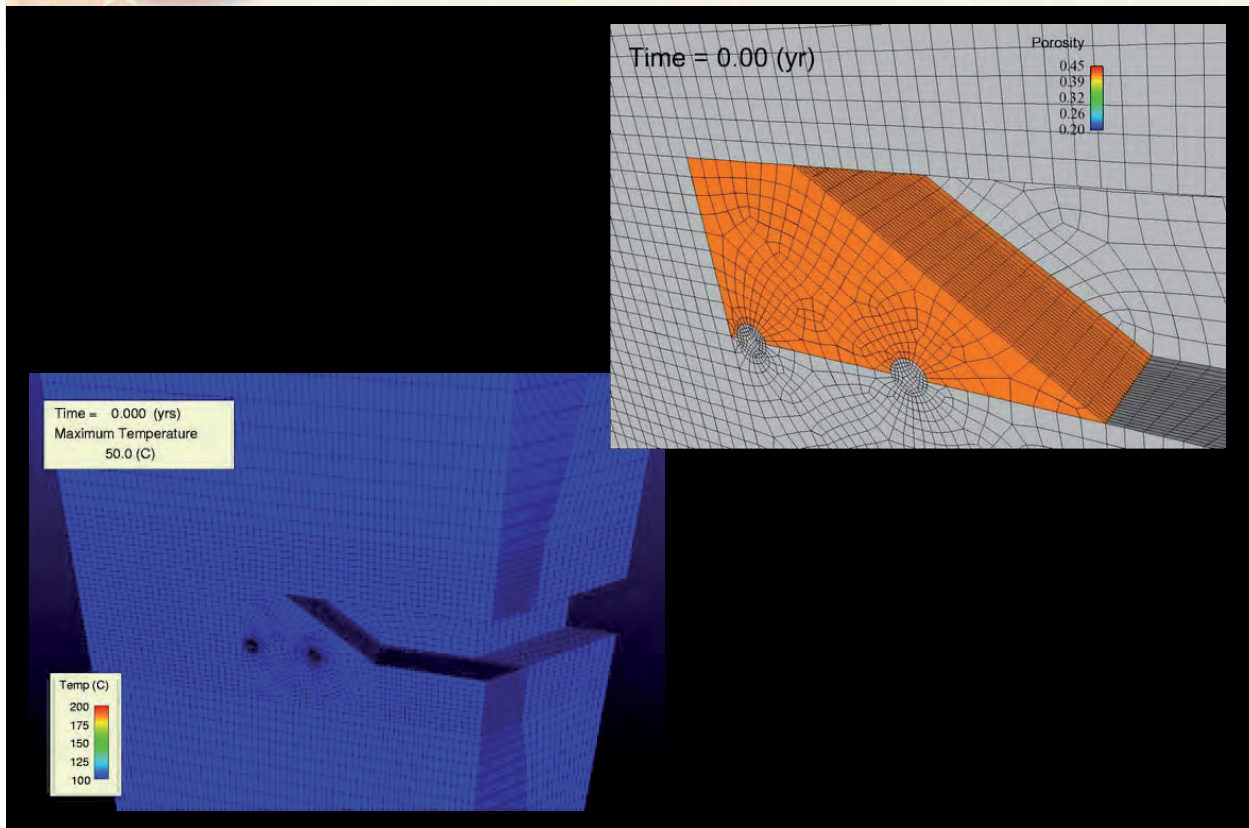 Time = 0.00 (yr)
Porosity
0.45
0.39
0.32
0.26
0.20
Time = 0.000 (yrs)
Maximum Temperature
50.0 (C)
Temp (C)
200
175
150
125
100